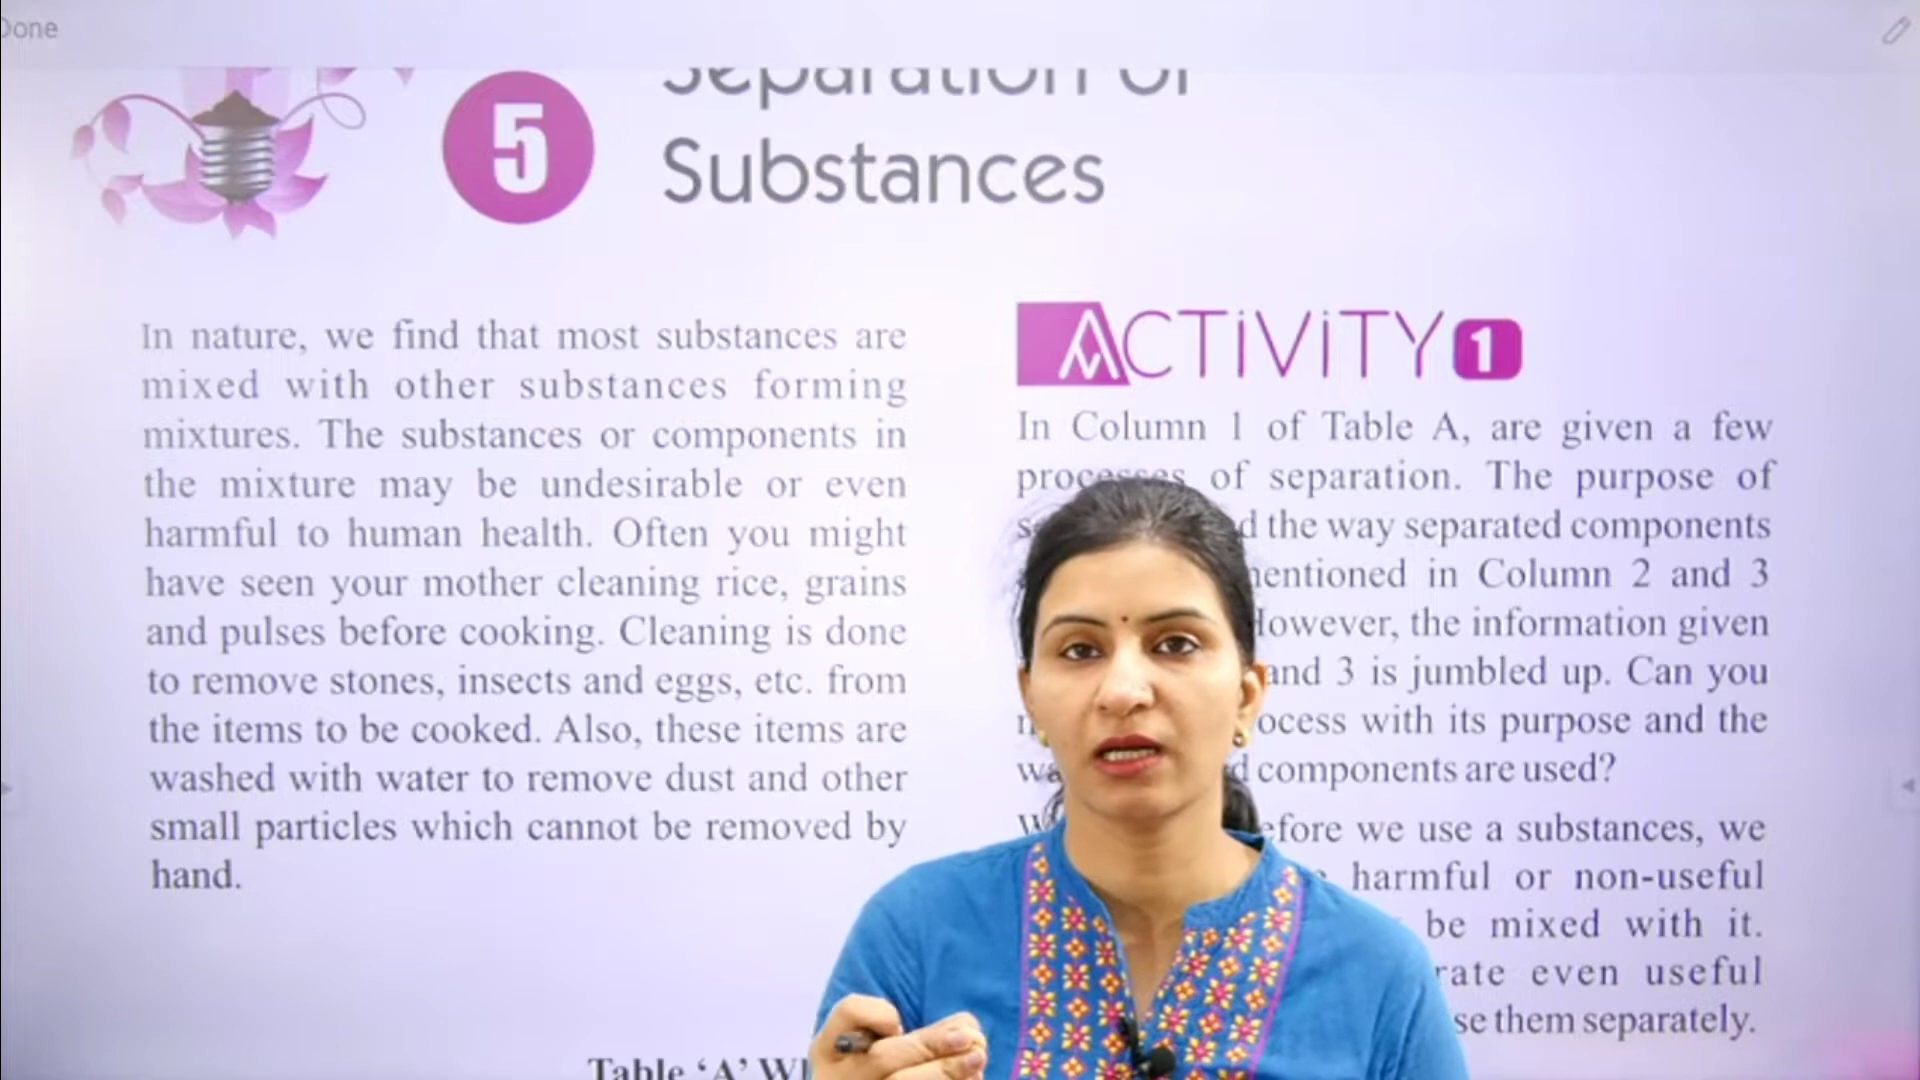 Done
5
Separation of
Substances
In nature, we find that most substances are
mixed with other substances forming
mixtures. The substances or components in
the mixture may be undesirable or even
harmful to human health. Often you might
have seen your mother cleaning rice, grains
and pulses before cooking. Cleaning is done
to remove stones, insects and eggs, etc. from
the items to be cooked. Also, these items are
washed with water to remove dust and other
small particles which cannot be removed by
hand.
ACTiViTY 1
In Column 1 of Table A, are given a few
processes of separation. The purpose of
the way separated components
in Column 2 and 3
However, the information given
and 3 is jumbled up. Can you
with its purpose and the
components are used?
we use a substances, we
harmful or non-useful
be mixed with it.
even useful
them separately.
Table ‘A’